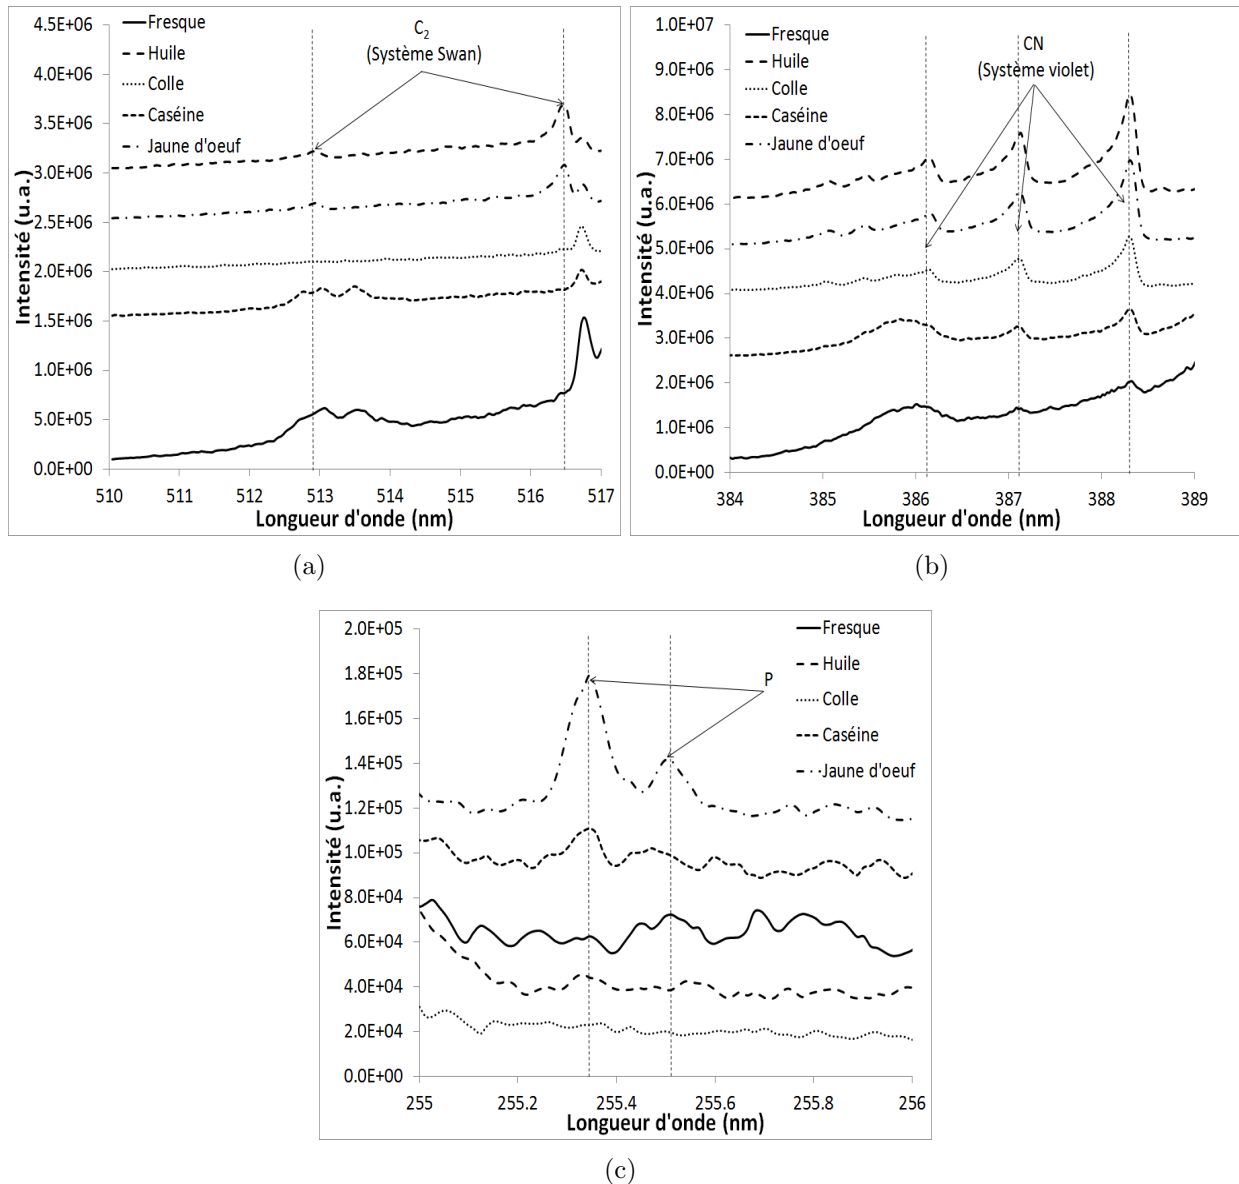 4.5E+06
4.0E+06
3.5E+06
3.0E+06
2.5E+06
2.0E+06
1.5E+06
1.0E+06
5.0E+05
0.0E+00
Intensité (u.a.)
Fresque
Huile
Colle
Caséine
Jaune d'oeuf
C2
(Système Swan)
510 511 512 513 514 515 516 517
Longueur d'onde (nm)
(a)
1.0E+07
9.0E+06
8.0E+06
7.0E+06
6.0E+06
5.0E+06
4.0E+06
3.0E+06
2.0E+06
1.0E+06
0.0E+00
Intensité (u.a.)
Fresque
Huile
Colle
Caséine
Jaune d'oeuf
CN
(Système violet)
384 385 386 387 388 389
Longueur d'onde (nm)
(b)
2.0E+05
1.8E+05
1.6E+05
1.4E+05
1.2E+05
1.0E+05
8.0E+04
6.0E+04
4.0E+04
2.0E+04
0.0E+00
Intensité (u.a.)
P
Fresque
Huile
Colle
Caséine
Jaune d'oeuf
255 255.2 255.4 255.6 255.8 256
Longueur d'onde (nm)
(c)